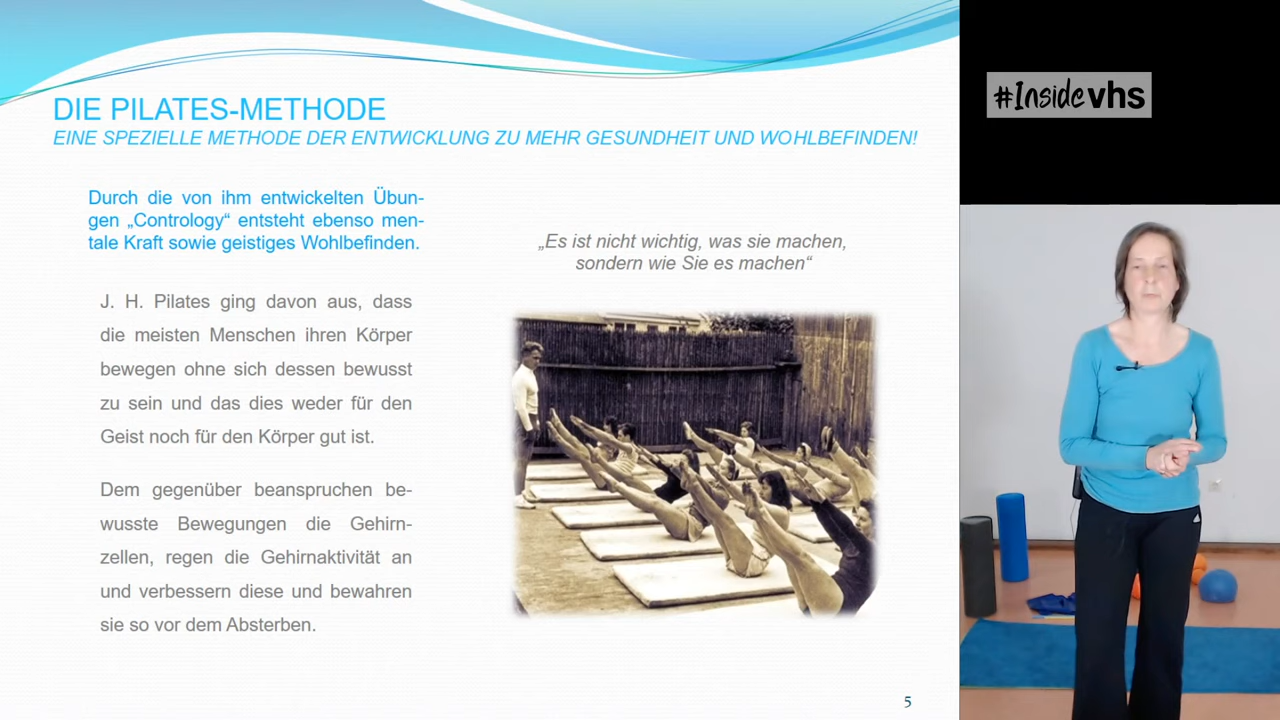 DIE PILATES-METHODE
EINE SPEZIELLE METHODE DER ENTWICKLUNG ZU MEHR GESUNDHEIT UND WOHLBEFINDEN!
Durch die von ihm entwickelten Übun-
gen „Contrology“ entsteht ebenso men-
tale Kraft sowie geistiges Wohlbefinden.
J. H. Pilates ging davon aus, dass
die meisten Menschen ihren Körper
bewegen ohne sich dessen bewusst
zu sein und das dies weder für den
Geist noch für den Körper gut ist.
Dem gegenüber beanspruchen be-
wusste Bewegungen die Gehirn-
zellen, regen die Gehirnaktivität an
und verbessern diese und bewahren
sie so vor dem Absterben.
„Es ist nicht wichtig, was sie machen,
sondern wie Sie es machen“
5
#Inside vhs